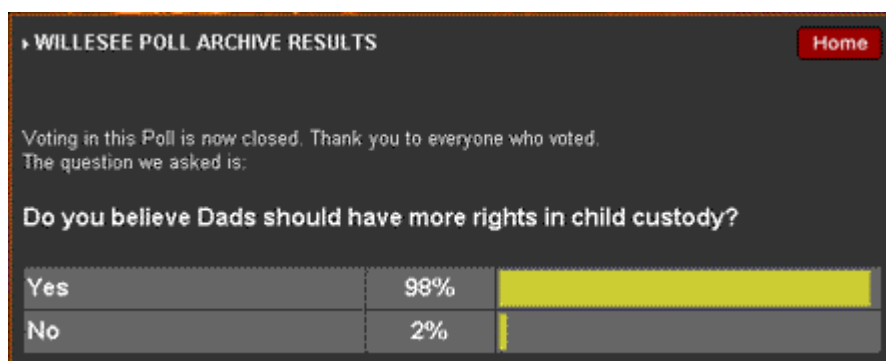 WILLESEE POLL ARCHIVE RESULTS
Home
Voting in this Poll is now closed. Thank you to everyone who voted.
The question we asked is:
Do you believe Dads should have more rights in child custody?
Yes 98%
No 2%